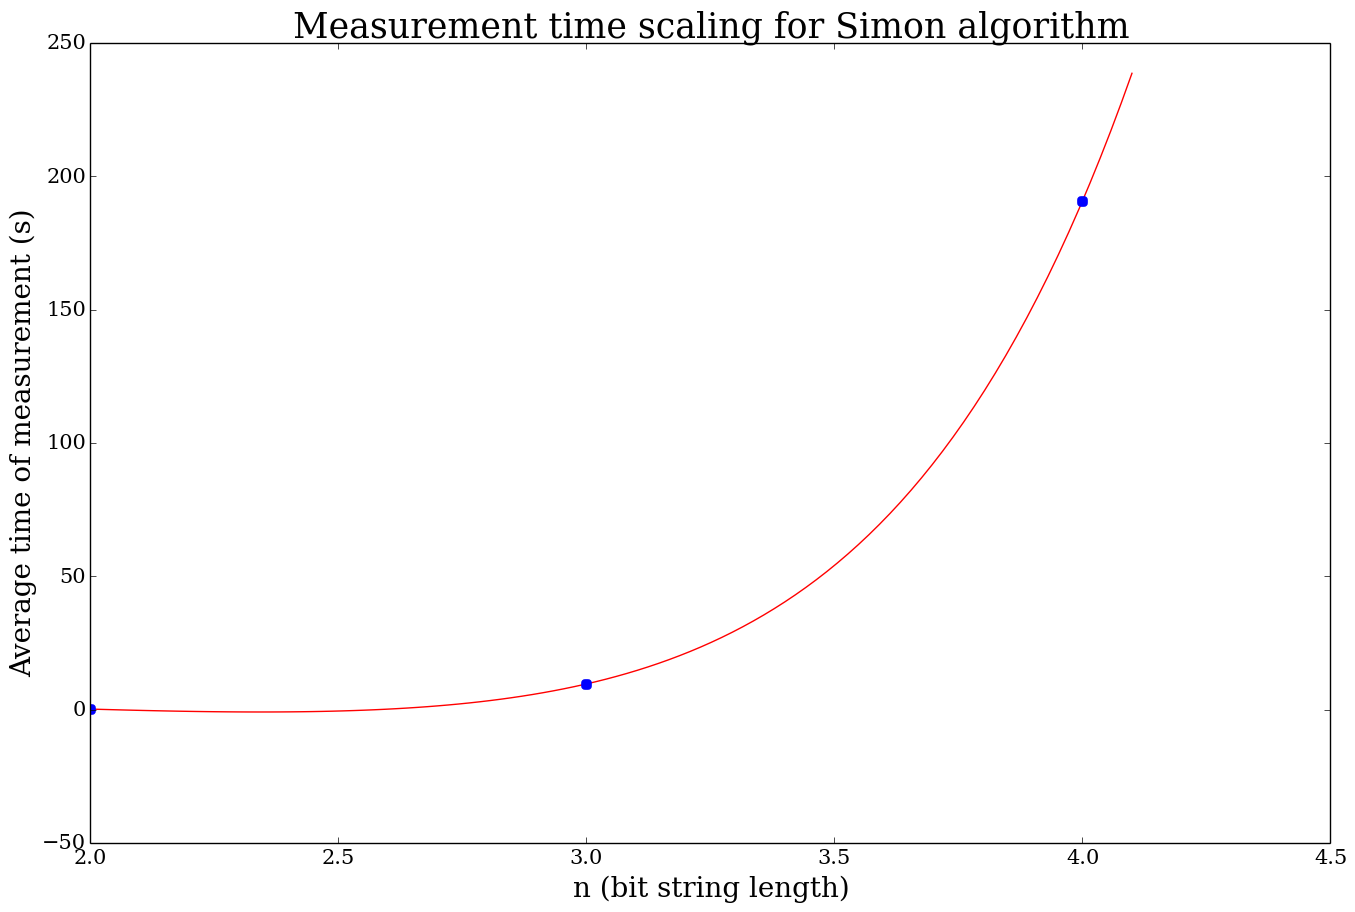 Measurement time scaling for Simon algorithm
250
200
150
100
50
0
−50
Average time of measurement (s)
2.0 2.5 3.0 3.5 4.0 4.5
n (bit string length)